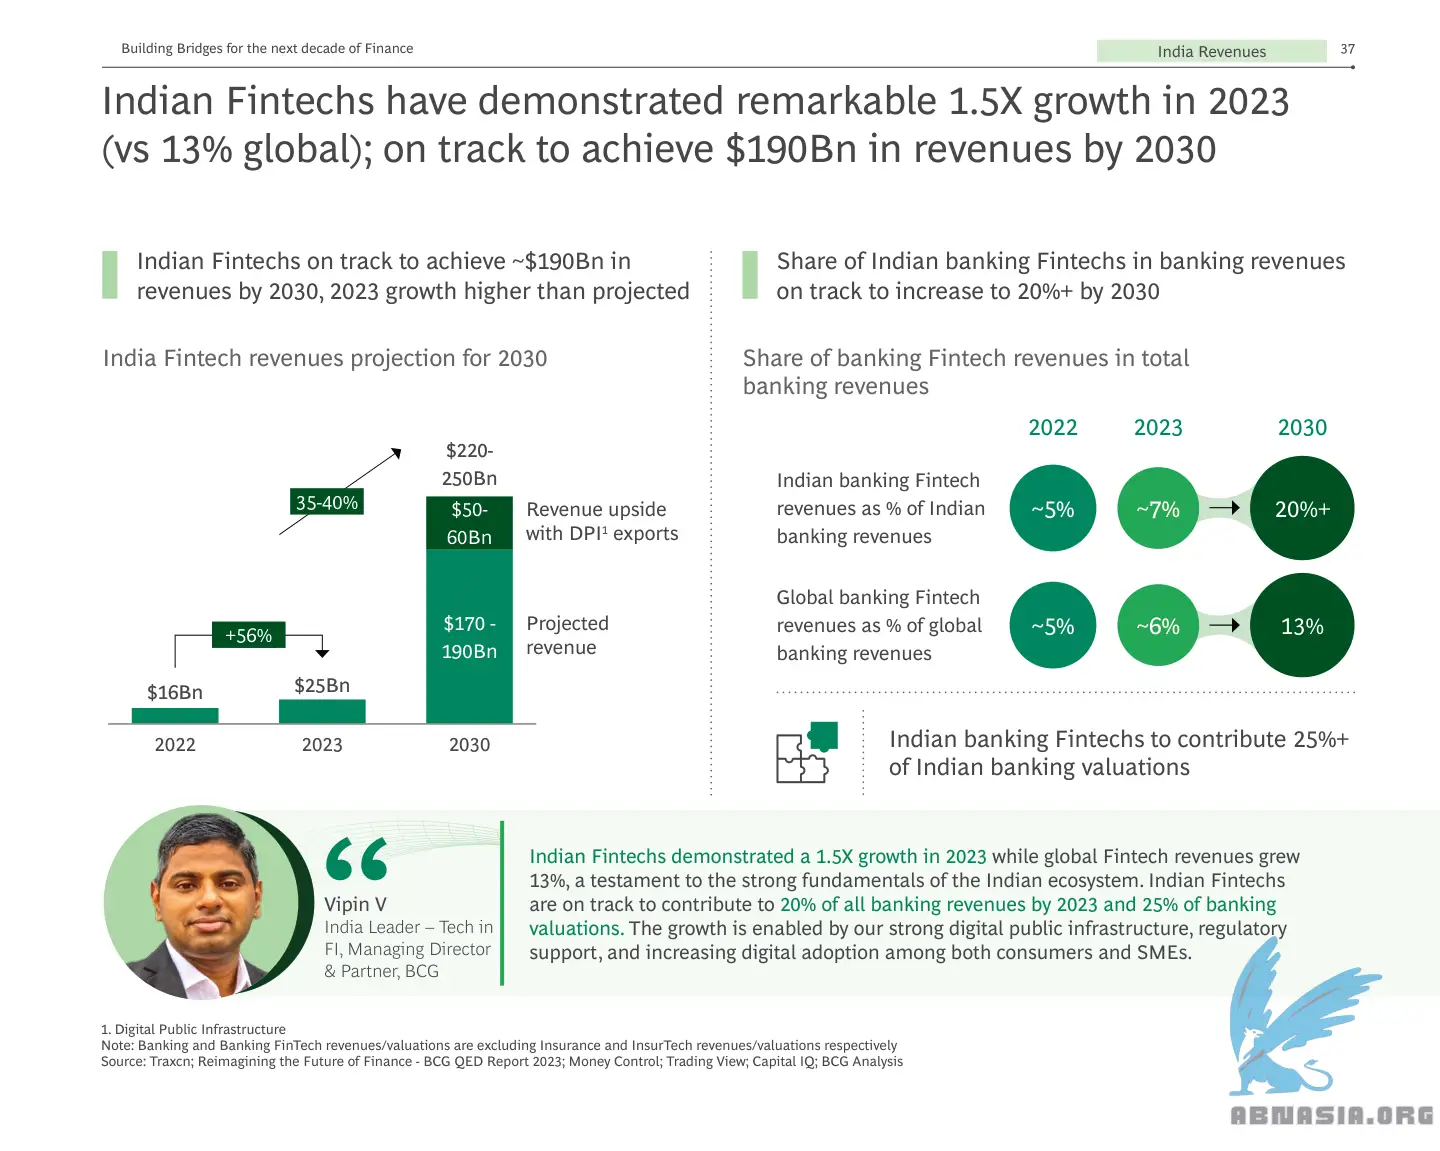 Building Bridges for the next decade of Finance
India Revenues
37
Indian Fintechs have demonstrated remarkable 1.5X growth in 2023
(vs 13% global); on track to achieve $190Bn in revenues by 2030
Indian Fintechs on track to achieve ~$190Bn in
revenues by 2030, 2023 growth higher than projected
India Fintech revenues projection for 2030
35-40%
$220-
250Bn
$50-
60Bn
Revenue upside
with DPI¹ exports
$170 -
190Bn
Projected
revenue
+56%
$16Bn
$25Bn
2022
2023
2030
Share of Indian banking Fintechs in banking revenues
on track to increase to 20%+ by 2030
Share of banking Fintech revenues in total
banking revenues
2022
2023
2030
Indian banking Fintech
revenues as % of Indian
banking revenues
~5%
~7%
20%+
Global banking Fintech
revenues as % of global
banking revenues
~5%
~6%
13%
Indian banking Fintechs to contribute 25%+
of Indian banking valuations
Vipin V
India Leader – Tech in
FI, Managing Director
& Partner, BCG
Indian Fintechs demonstrated a 1.5X growth in 2023 while global Fintech revenues grew
13%, a testament to the strong fundamentals of the Indian ecosystem. Indian Fintechs
are on track to contribute to 20% of all banking revenues by 2023 and 25% of banking
valuations. The growth is enabled by our strong digital public infrastructure, regulatory
support, and increasing digital adoption among both consumers and SMEs.
1. Digital Public Infrastructure
Note: Banking and Banking FinTech revenues/valuations are excluding Insurance and InsurTech revenues/valuations respectively
Source: Traxcn; Reimagining the Future of Finance - BCG QED Report 2023; Money Control; Trading View; Capital IQ; BCG Analysis
ABNASIA.ORG